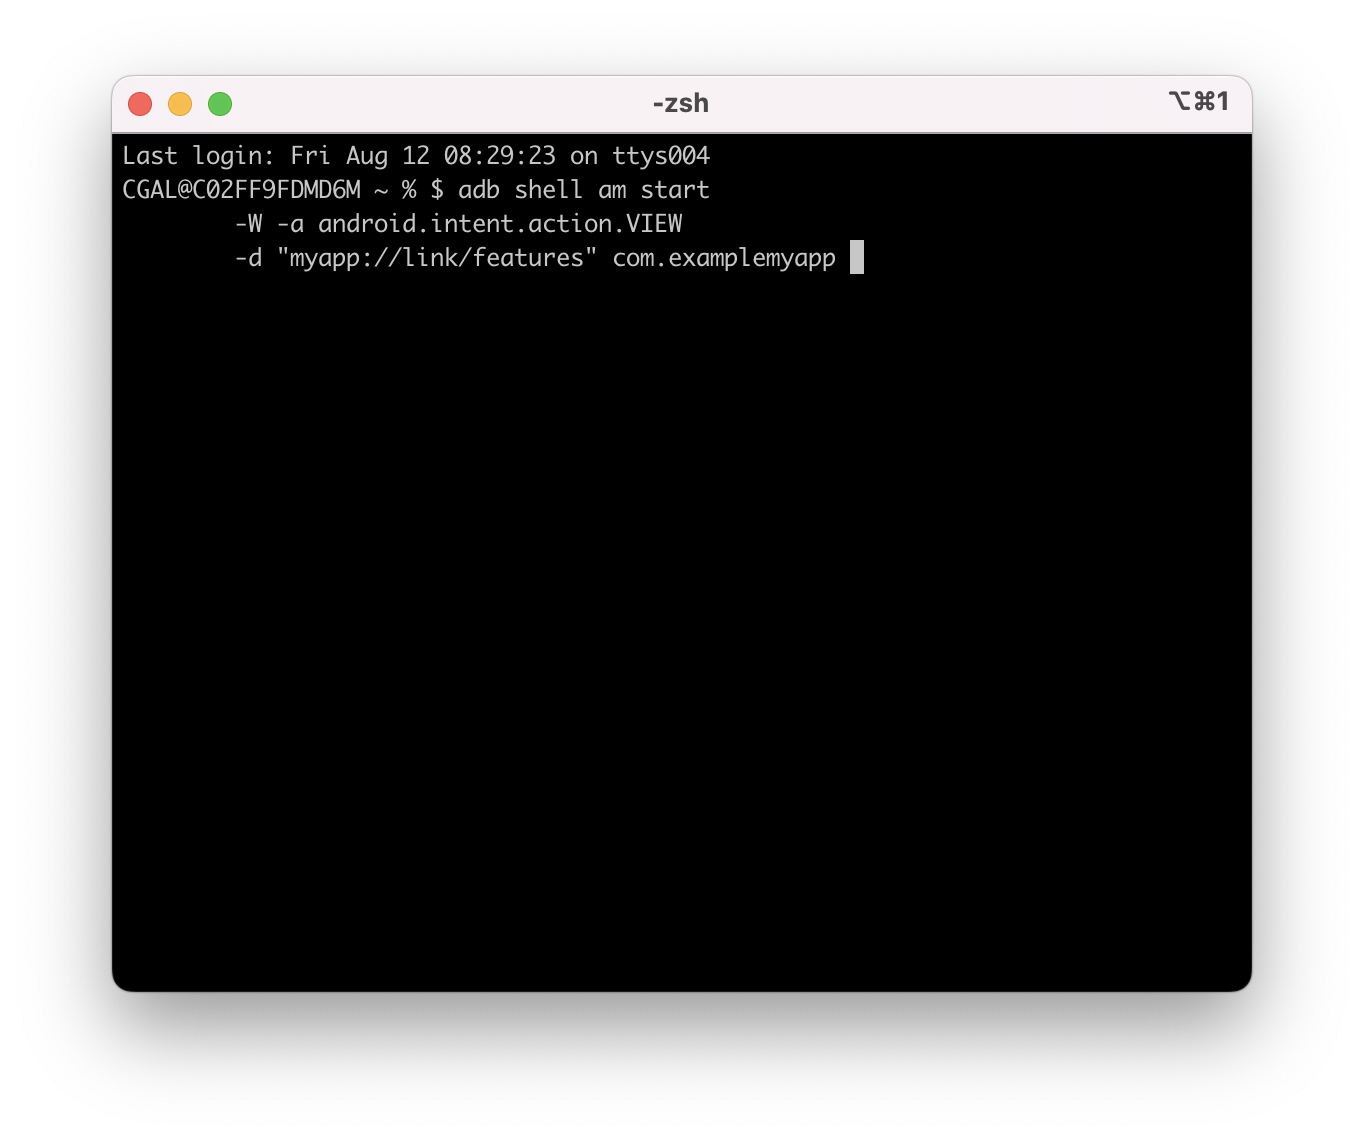 -zsh
⌥⌘1
Last login: Fri Aug 12 08:29:23 on ttys004
CGAL@C02FF9FDMD6M ~ % $ adb shell am start
        -W -a android.intent.action.VIEW
        -d "myapp://link/features" com.examplemyapp